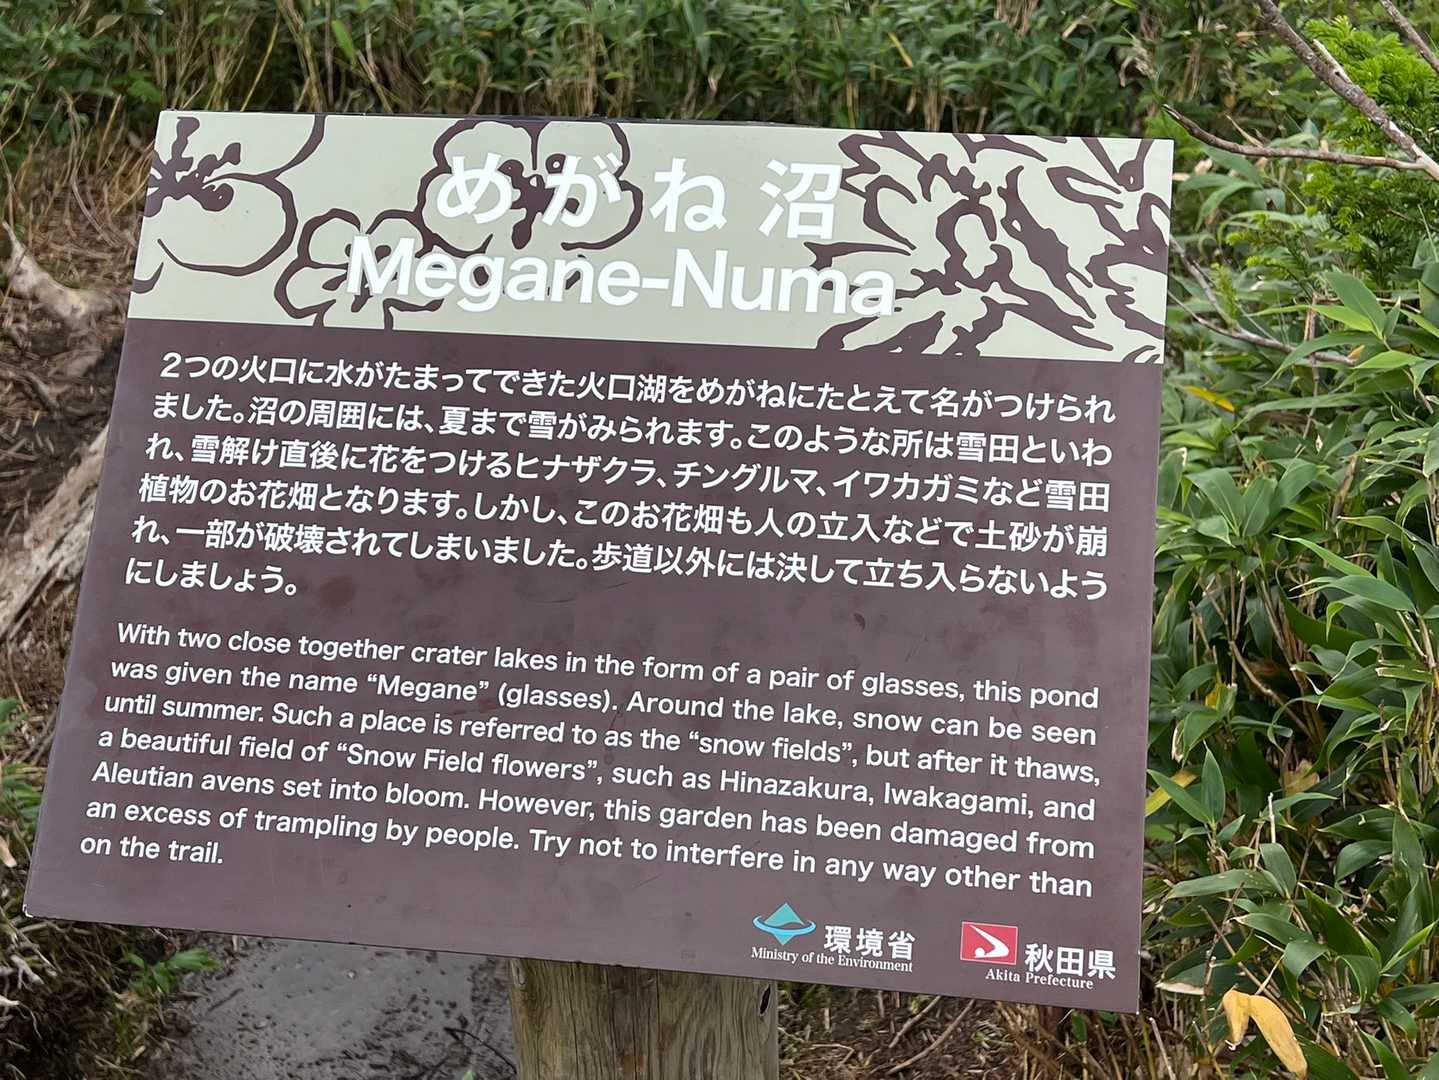 めがね沼
Megane-Numa
2つの火口に水がたまってできた火口湖をめがねにたとえて名がつけられ
ました。沼の周囲には、夏まで雪がみられます。このような所は雪田といわ
れ、雪解け直後に花をつけるヒナザクラ、チングルマ、イワカガミなど雪田
植物のお花畑となります。しかし、このお花畑も人の立入などで土砂が崩
れ、一部が破壊されてしまいました。歩道以外には決して立ち入らないよう
にしましょう。
With two close together crater lakes in the form of a pair of glasses, this pond
was given the name “Megane” (glasses). Around the lake, snow can be seen
until summer. Such a place is referred to as the “snow fields”, but after it thaws,
a beautiful field of “Snow Field flowers”, such as Hinazakura, Iwakagami, and
Aleutian avens set into bloom. However, this garden has been damaged from
an excess of trampling by people. Try not to interfere in any way other than
on the trail.
環境省
Ministry of the Environment
秋田県
Akita Prefecture